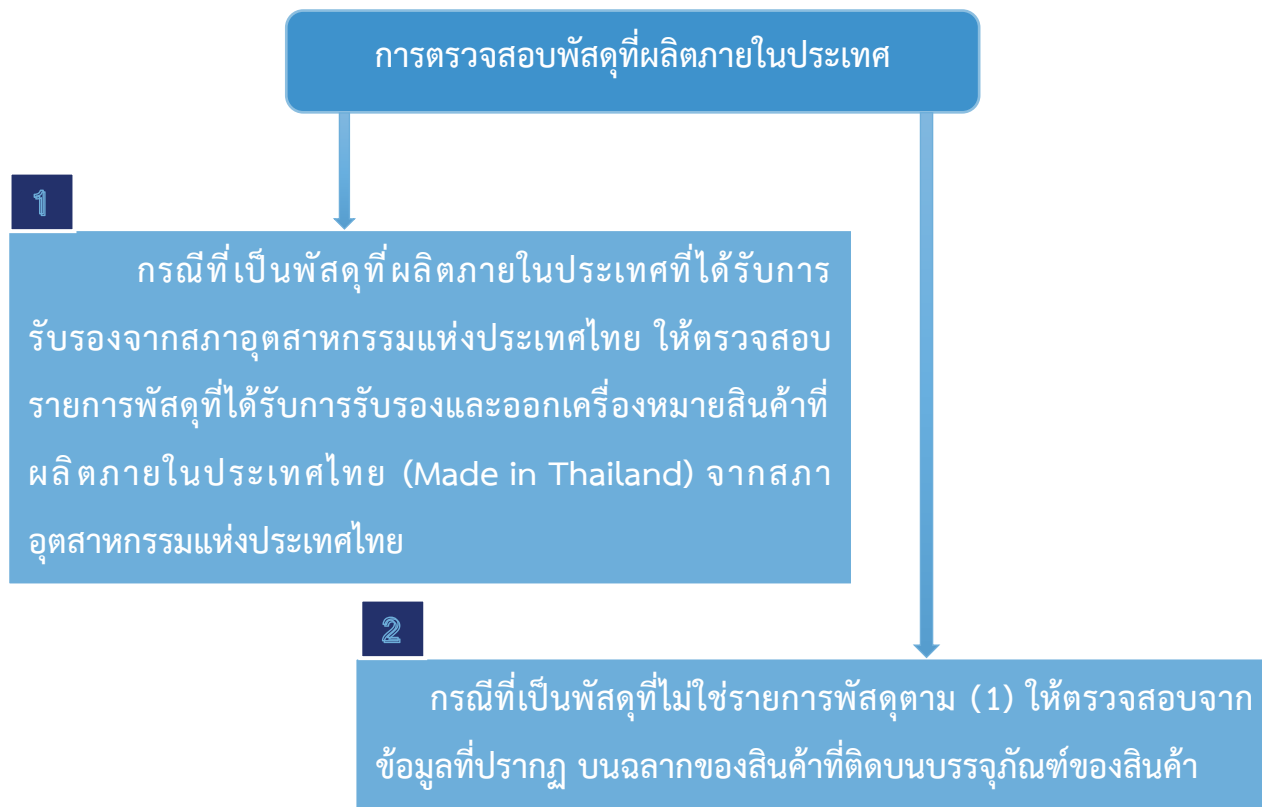 การตรวจสอบพัสดุที่ผลิตภายในประเทศ
1
กรณีที่เป็นพัสดุที่ผลิตภายในประเทศที่ได้รับการ
รับรองจากสภาอุตสาหกรรมแห่งประเทศไทย ให้ตรวจสอบ
รายการพัสดุที่ได้รับการรับรองและออกเครื่องหมายสินค้าที่
ผลิตภายในประเทศไทย (Made in Thailand) จากสภา
อุตสาหกรรมแห่งประเทศไทย
2
กรณีที่เป็นพัสดุที่ไม่ใช่รายการพัสดุตาม (1) ให้ตรวจสอบจาก
ข้อมูลที่ปรากฏ บนฉลากของสินค้าที่ติดบนบรรจุภัณฑ์ของสินค้า